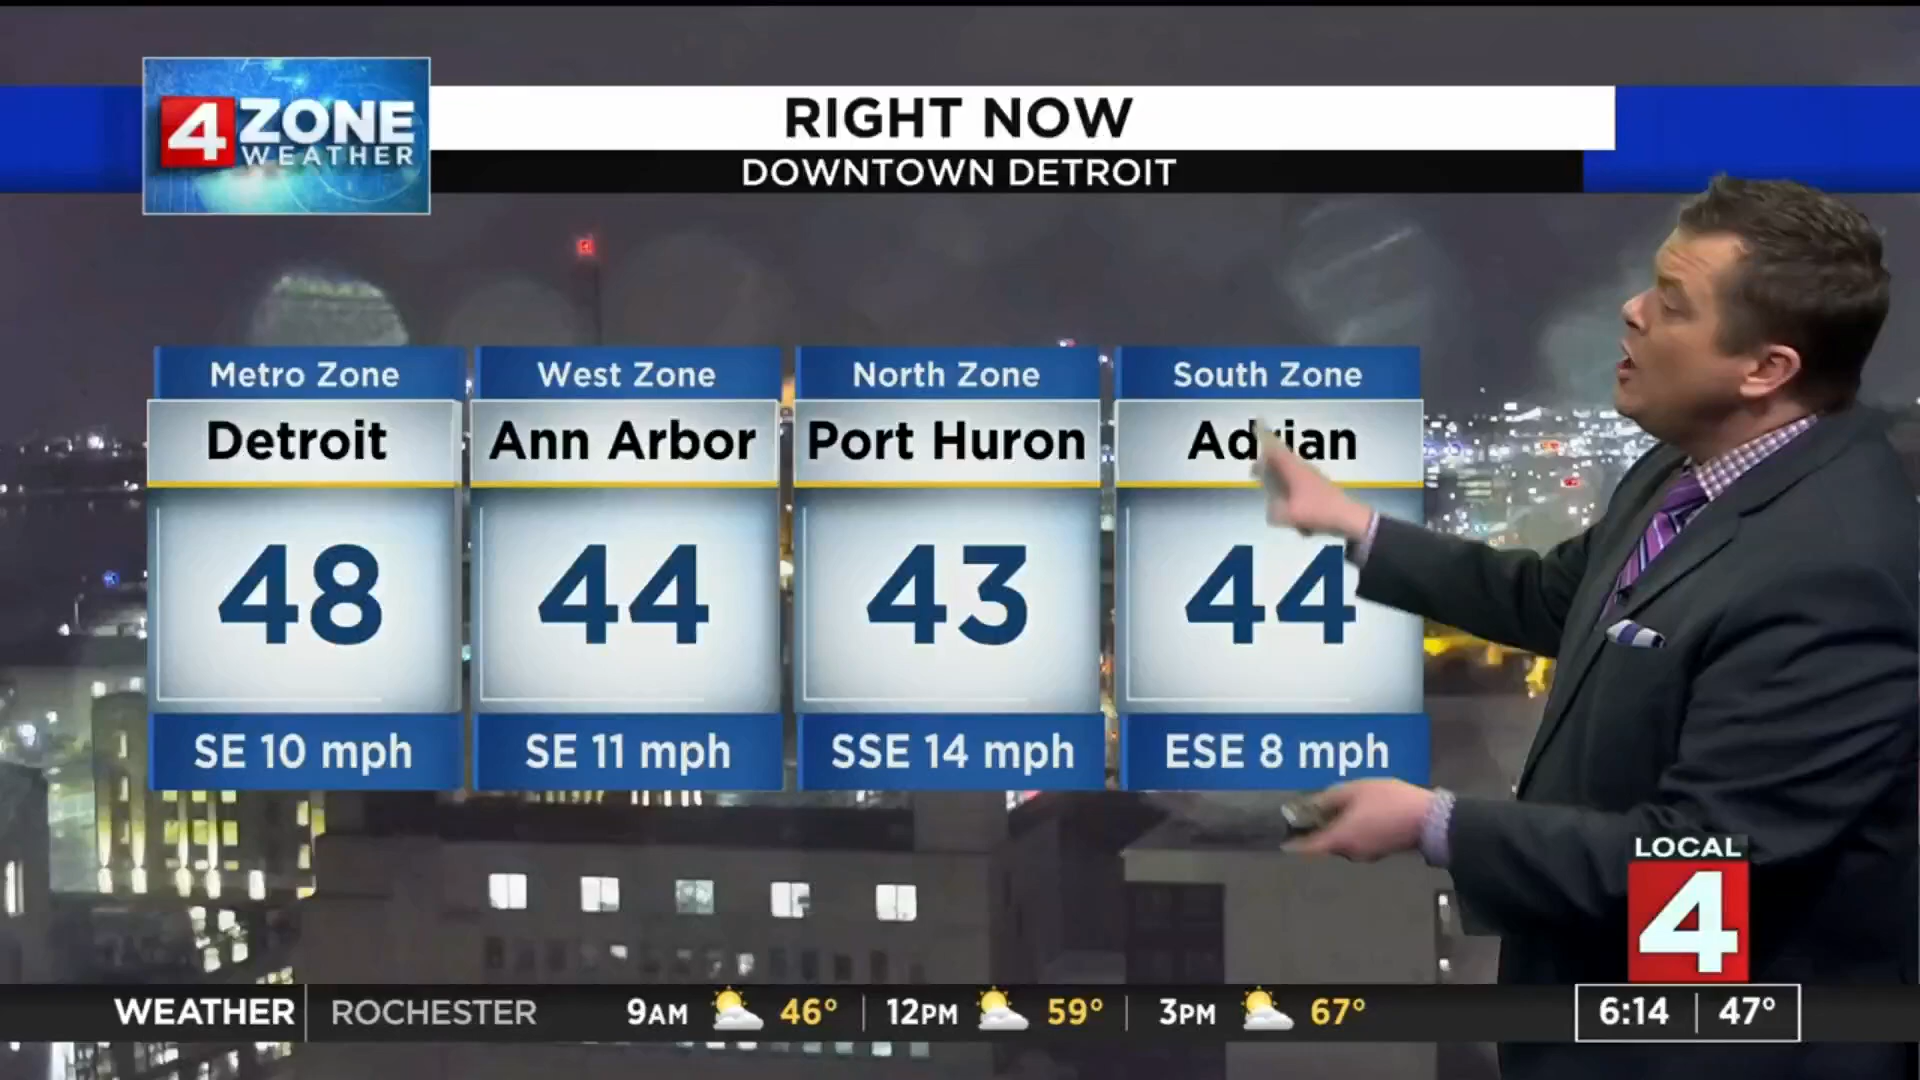 4 ZONE
WEATHER
RIGHT NOW
DOWNTOWN DETROIT
Metro Zone
Detroit
48
SE 10 mph
West Zone
Ann Arbor
44
SE 11 mph
North Zone
Port Huron
43
SSE 14 mph
South Zone
Adrian
44
ESE 8 mph
LOCAL
4
WEATHER ROCHESTER 9AM 46° 12PM 59° 3PM 67° 6:14 47°